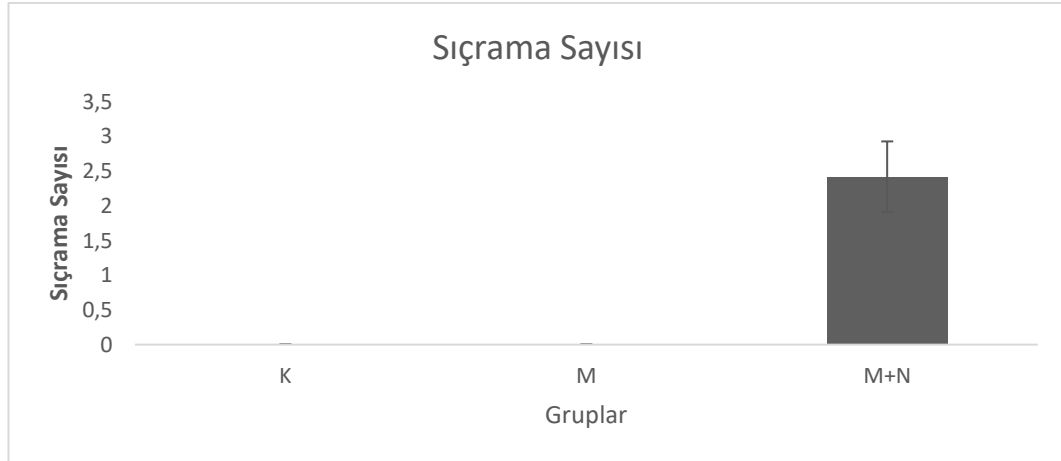 Sıçrama Sayısı
Sıçrama Sayısı
3,5
3
2,5
2
1,5
1
0,5
0
K M M+N
Gruplar